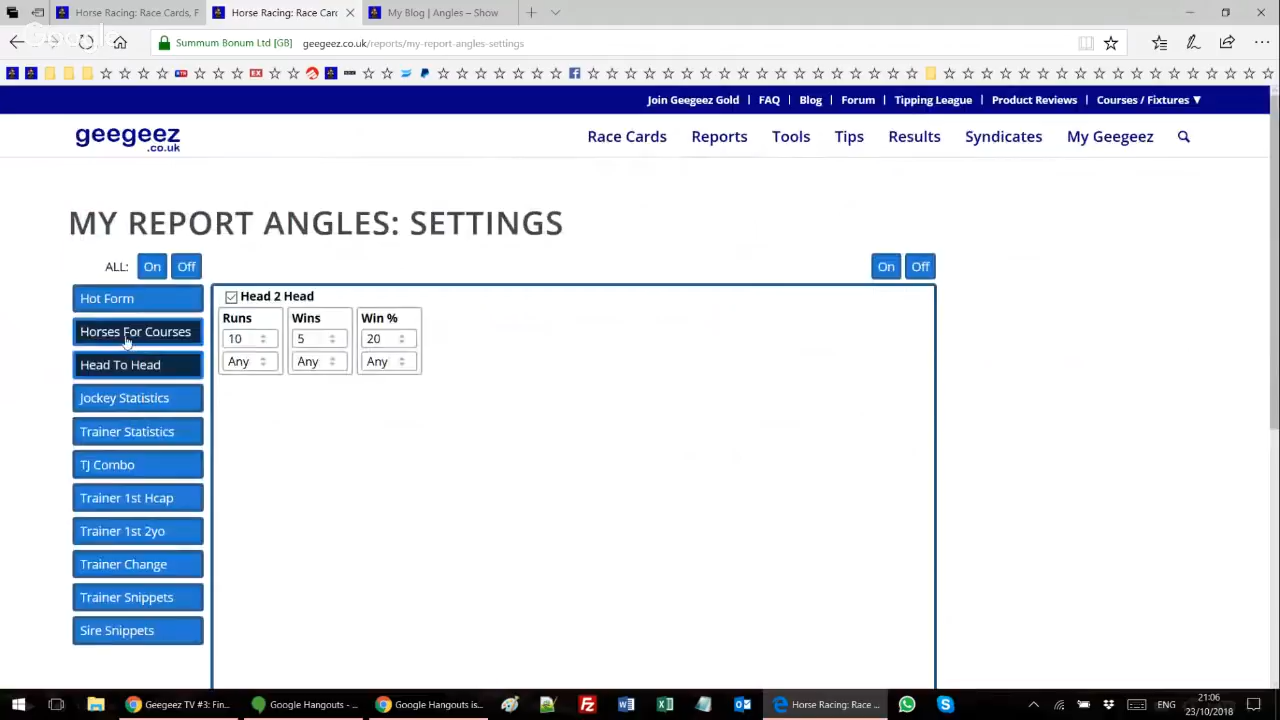 Horse Racing: Race Cards, F
Horse Racing: Race Card
My Blog | Angles – Show
Google
Summum Bonum Ltd [GB]
geegeez.co.uk/reports/my-report-angles-settings
Join Geegeez Gold | FAQ | Blog | Forum | Tipping League | Product Reviews | Courses / Fixtures ▼
geegeez
.co.uk
Race Cards Reports Tools Tips Results Syndicates My Geegeez
MY REPORT ANGLES: SETTINGS
ALL: On Off On Off
Hot Form
Horses For Courses
Head To Head
Jockey Statistics
Trainer Statistics
TJ Combo
Trainer 1st Hcap
Trainer 1st 2yo
Trainer Change
Trainer Snippets
Sire Snippets
Head 2 Head
Runs Wins Win %
10 5 20
Any Any Any
Geegeez TV #3: Fin...
Google Hangouts - ...
Google Hangouts is...
Horse Racing: Race ...
ENG
21:06
23/10/2018